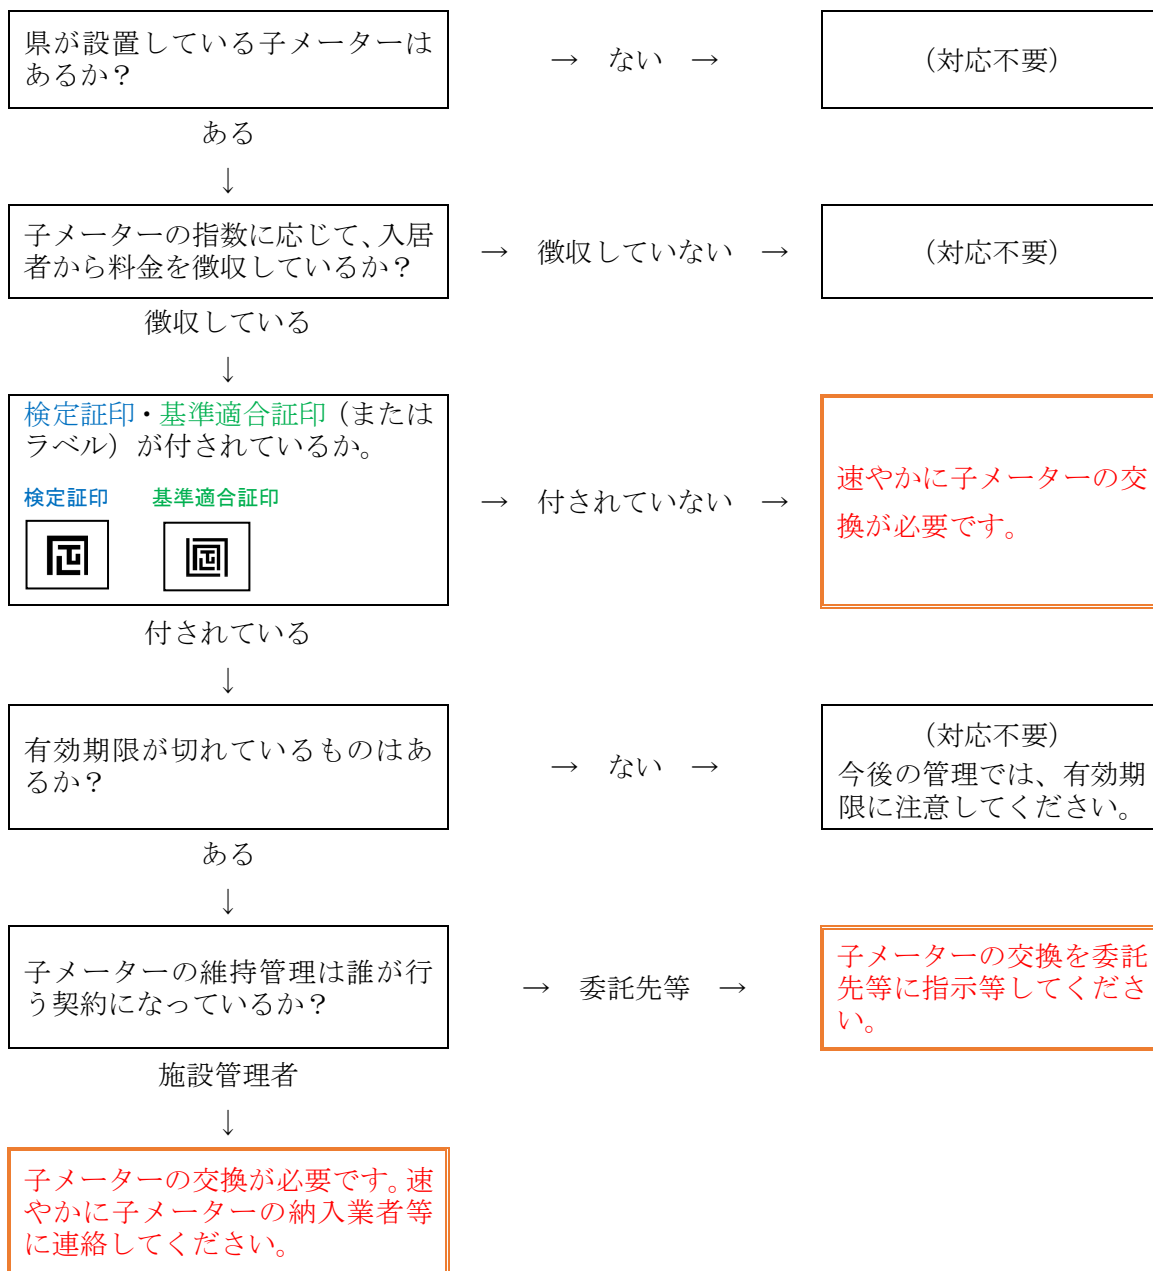 県が設置している子メーターは
あるか？
→ ない →
（対応不要）
ある
↓
子メーターの指数に応じて、入居
者から料金を徴収しているか？
→ 徴収していない →
（対応不要）
徴収している
↓
検定証印・基準適合証印（または
ラベル）が付されているか。
検定証印 基準適合証印
→ 付されていない →
速やかに子メーターの交
換が必要です。
付されている
↓
有効期限が切れているものはあ
るか？
→ ない →
（対応不要）
今後の管理では、有効期
限に注意してください。
ある
↓
子メーターの維持管理は誰が行
う契約になっているか？
→ 委託先等 →
子メーターの交換を委託
先等に指示等してくださ
い。
施設管理者
↓
子メーターの交換が必要です。速
やかに子メーターの納入業者等
に連絡してください。